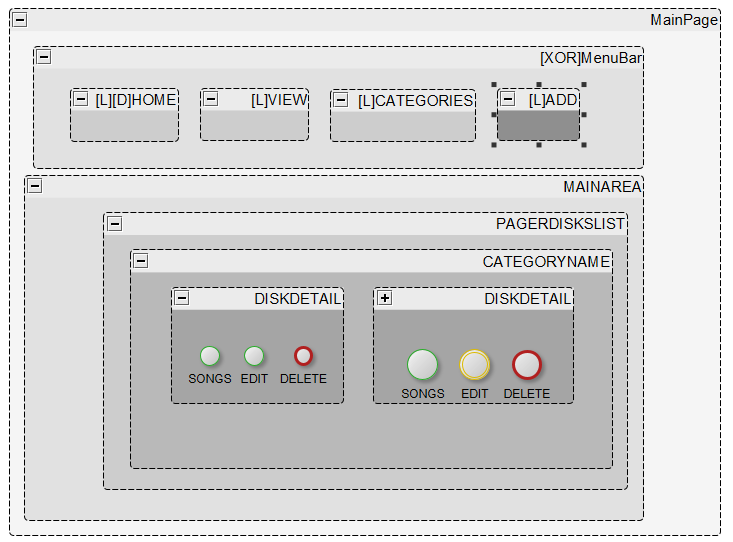 MainPage
[XOR]MenuBar
[L][D]HOME [L]VIEW [L]CATEGORIES [L]ADD
MAINAREA
PAGERDISKSLIST
CATEGORYNAME
DISKDETAIL DISKDETAIL
SONGS EDIT DELETE
SONGS EDIT DELETE